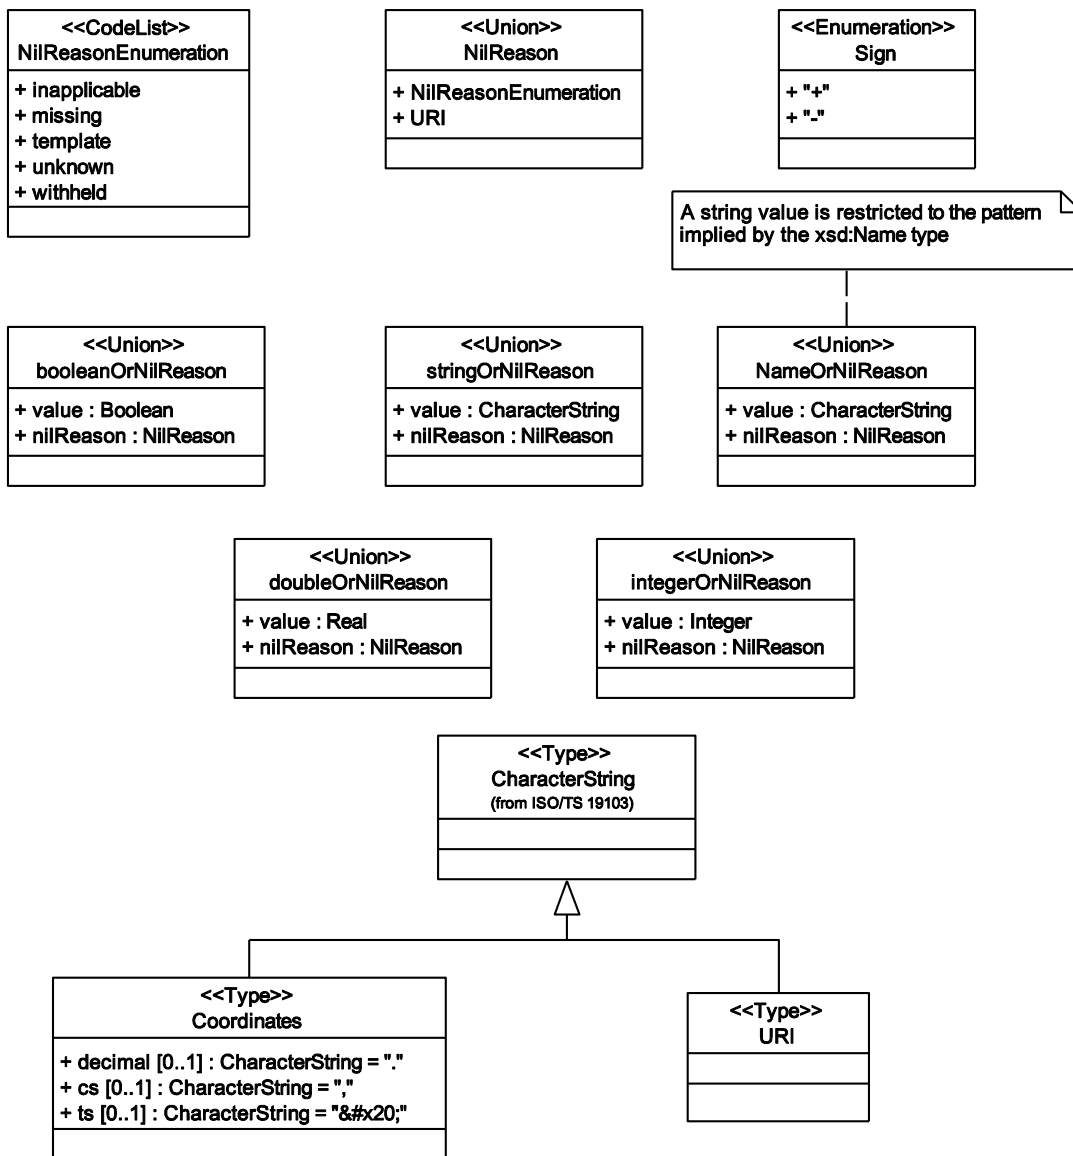 <<CodeList>>
NilReasonEnumeration
+ inapplicable
+ missing
+ template
+ unknown
+ withheld
<<Union>>
NilReason
+ NilReasonEnumeration
+ URI
<<Enumeration>>
Sign
+ "+"
+ "-"
A string value is restricted to the pattern
implied by the xsd:Name type
<<Union>>
booleanOrNilReason
+ value : Boolean
+ nilReason : NilReason
<<Union>>
stringOrNilReason
+ value : CharacterString
+ nilReason : NilReason
<<Union>>
NameOrNilReason
+ value : CharacterString
+ nilReason : NilReason
<<Union>>
doubleOrNilReason
+ value : Real
+ nilReason : NilReason
<<Union>>
integerOrNilReason
+ value : Integer
+ nilReason : NilReason
<<Type>>
CharacterString
(from ISO/TS 19103)
<<Type>>
Coordinates
+ decimal [0..1] : CharacterString = "."
+ cs [0..1] : CharacterString = ","
+ ts [0..1] : CharacterString = "&#x20;"
<<Type>>
URI